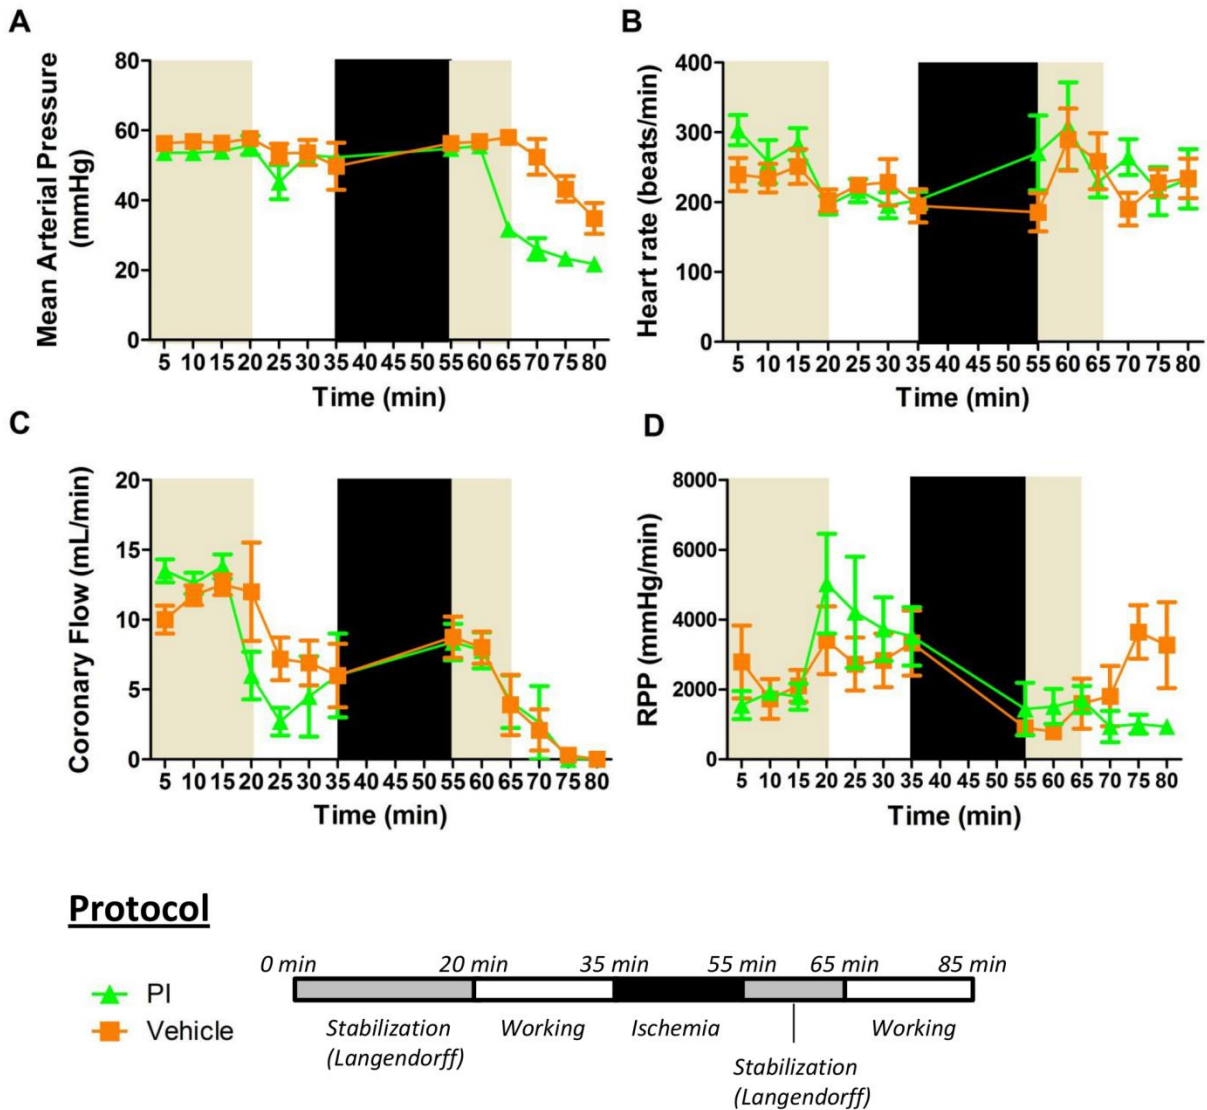 A
Mean Arterial Pressure
(mmHg)
80
60
40
20
0
5 10 15 20 25 30 35 40 45 50 55 60 65 70 75 80
Time (min)
B
Heart rate (beats/min)
400
300
200
100
0
5 10 15 20 25 30 35 40 45 50 55 60 65 70 75 80
Time (min)
C
Coronary Flow (mL/min)
20
15
10
5
0
5 10 15 20 25 30 35 40 45 50 55 60 65 70 75 80
Time (min)
D
RPP (mmHg/min)
8000
6000
4000
2000
0
5 10 15 20 25 30 35 40 45 50 55 60 65 70 75 80
Time (min)
Protocol
PI
Vehicle
0 min 20 min 35 min 55 min 65 min 85 min
Stabilization
(Langendorff)
Working
Ischemia
Stabilization
(Langendorff)
Working